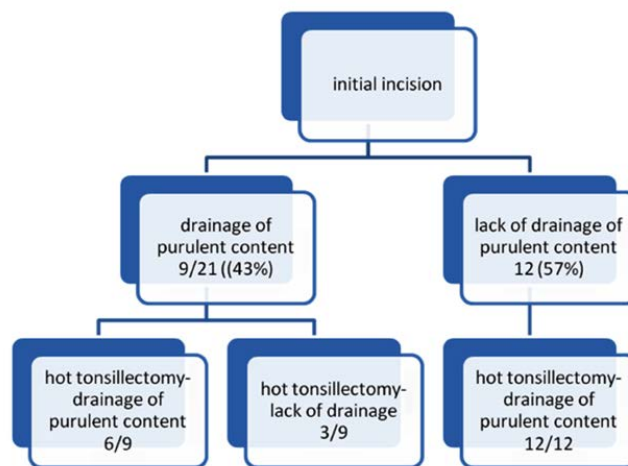 initial incision
drainage of
purulent content
9/21 ((43%)
lack of drainage of
purulent content
12 (57%)
hot tonsillectomy-
drainage of
purulent content
6/9
hot tonsillectomy-
lack of drainage
3/9
hot tonsillectomy-
drainage of
purulent content
12/12